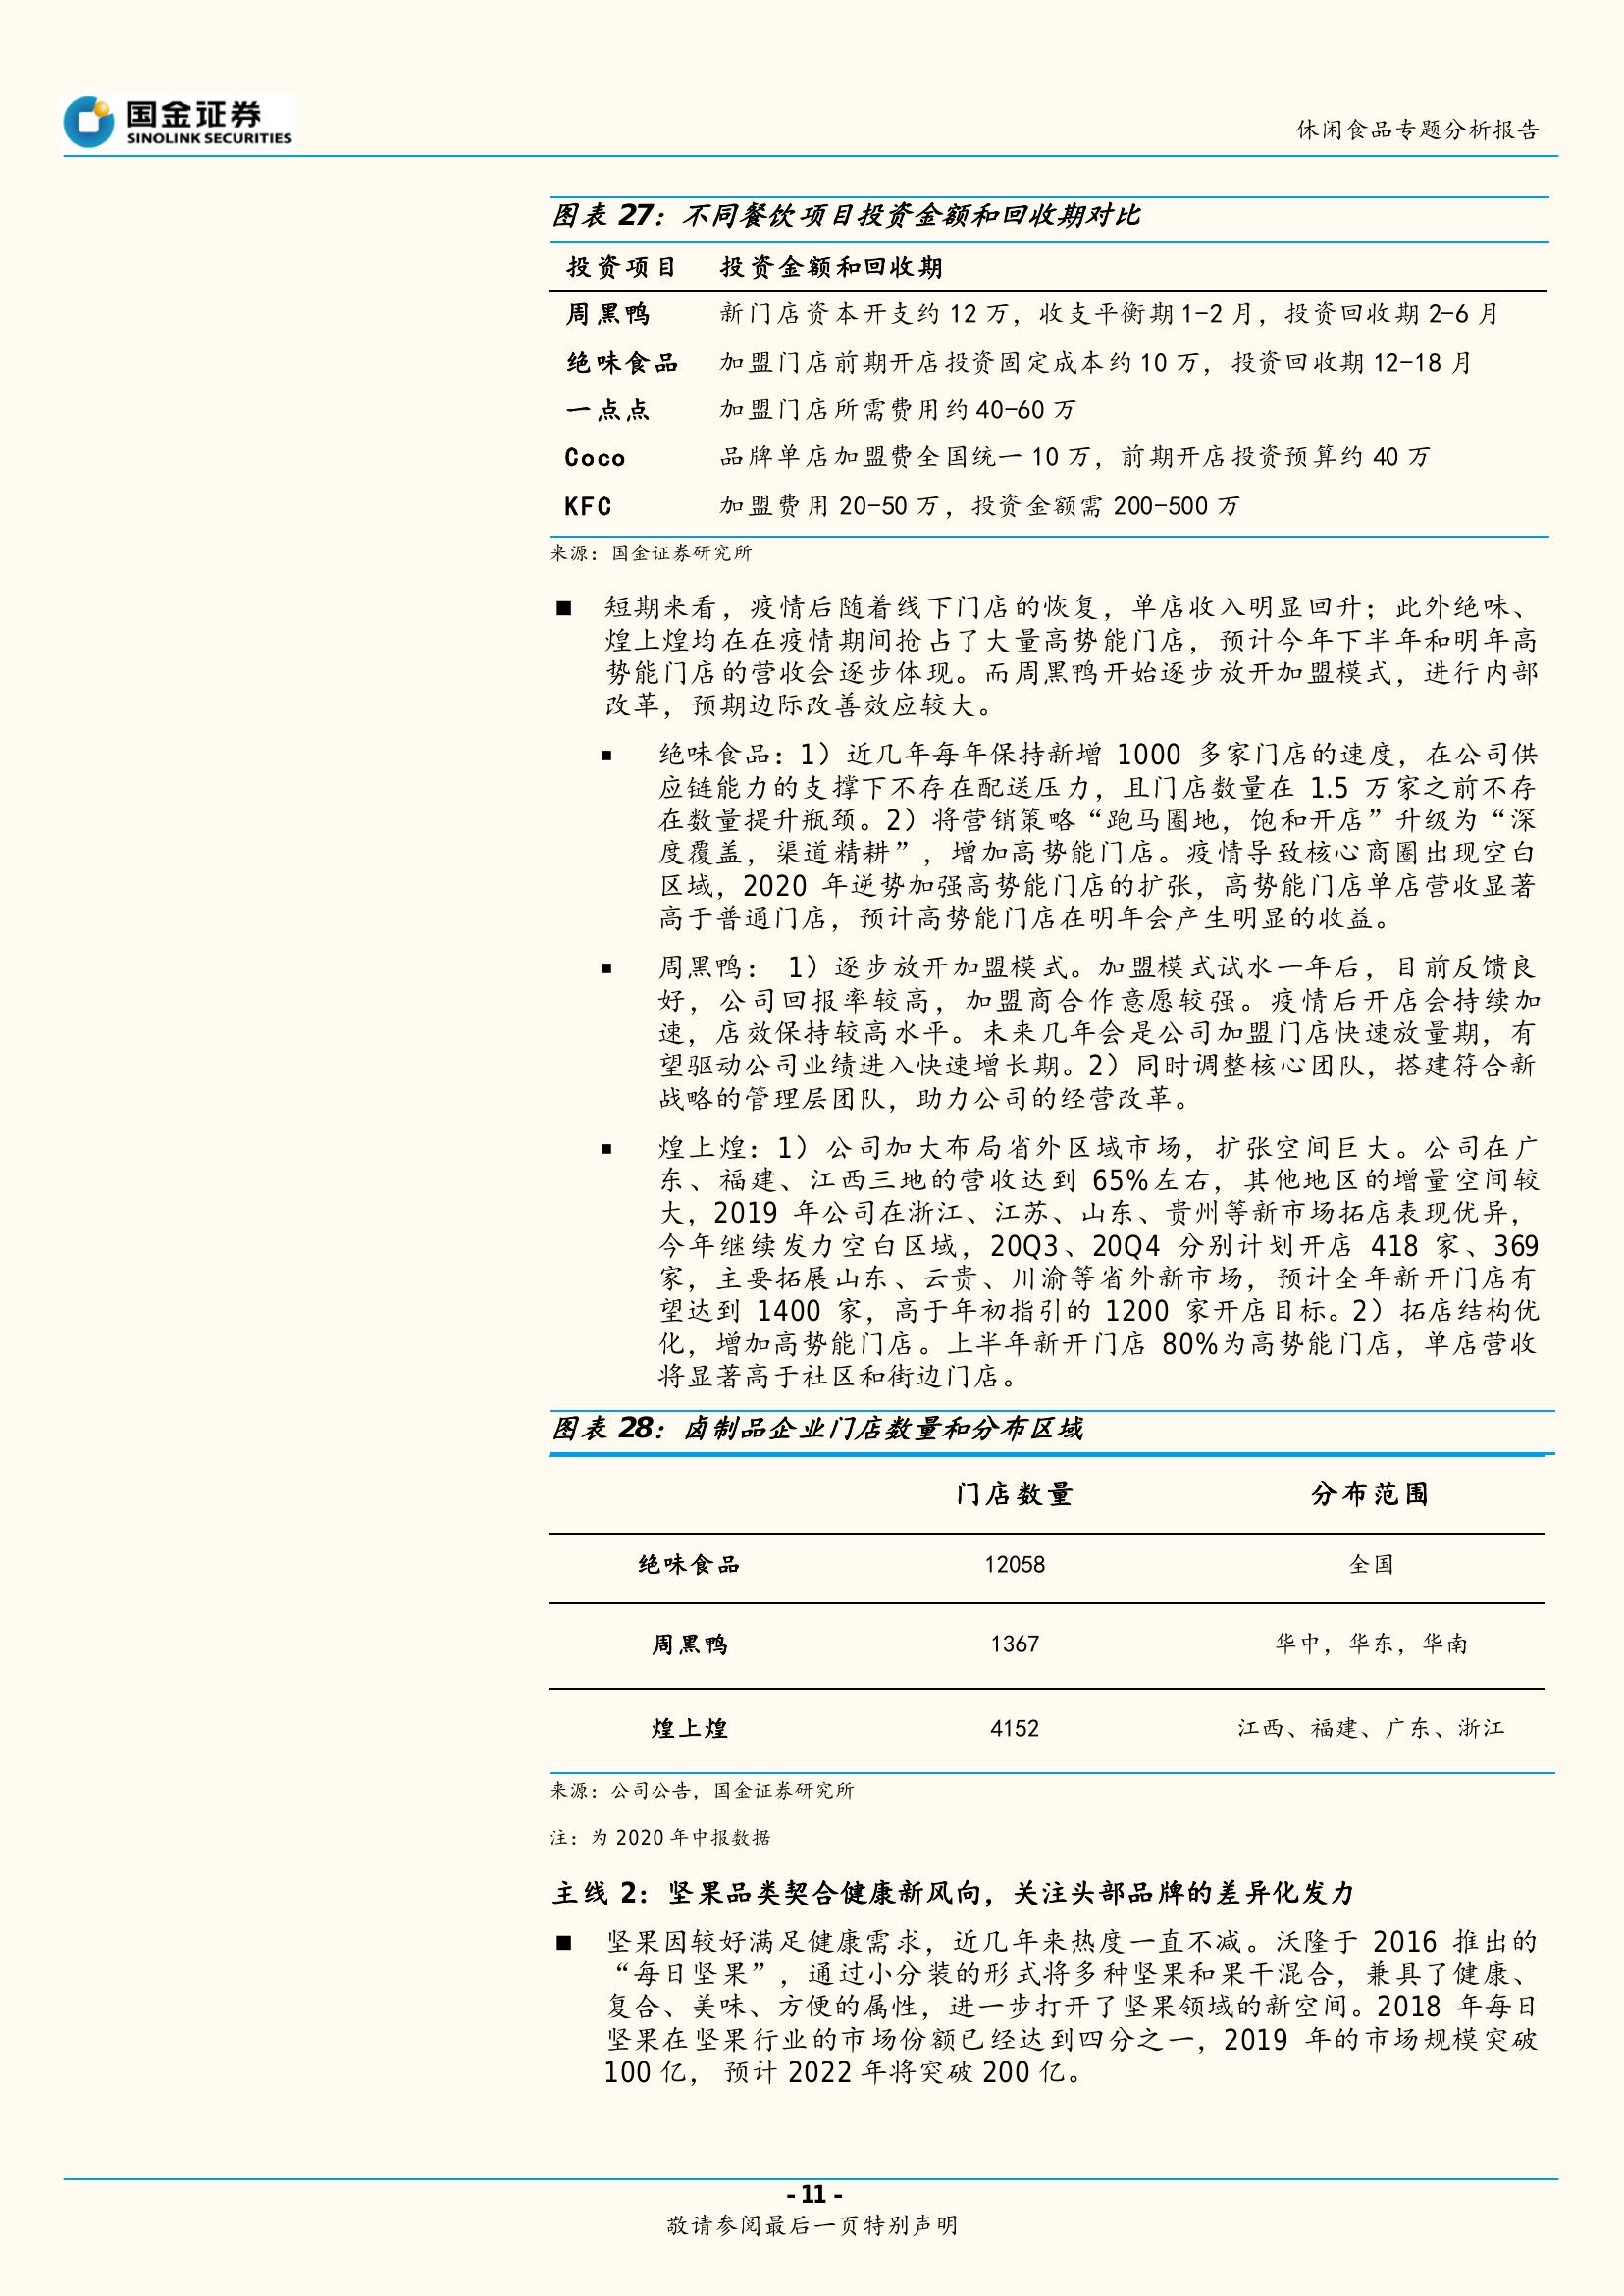 国金证券
SINOLINK SECURITIES
休闲食品专题分析报告
图表 27：不同餐饮项目投资金额和回收期对比
投资项目 投资金额和回收期
周黑鸭 新门店资本开支约 12 万，收支平衡期 1-2 月，投资回收期 2-6 月
绝味食品 加盟门店前期开店投资固定成本约 10 万，投资回收期 12-18 月
一点点 加盟门店所需费用约 40-60 万
Coco 品牌单店加盟费全国统一 10 万，前期开店投资预算约 40 万
KFC 加盟费用 20-50 万，投资金额需 200-500 万
来源：国金证券研究所
■ 短期来看，疫情后随着线下门店的恢复，单店收入明显回升；此外绝味、
煌上煌均在在疫情期间抢占了大量高势能门店，预计今年下半年和明年高
势能门店的营收会逐步体现。而周黑鸭开始逐步放开加盟模式，进行内部
改革，预期边际改善效应较大。
■ 绝味食品：1）近几年每年保持新增 1000 多家门店的速度，在公司供
应链能力的支撑下不存在配送压力，且门店数量在 1.5 万家之前不存
在数量提升瓶颈。2）将营销策略“跑马圈地，饱和开店”升级为“深
度覆盖，渠道精耕”，增加高势能门店。疫情导致核心商圈出现空白
区域，2020 年逆势加强高势能门店的扩张，高势能门店单店营收显著
高于普通门店，预计高势能门店在明年会产生明显的收益。
■ 周黑鸭： 1）逐步放开加盟模式。加盟模式试水一年后，目前反馈良
好，公司回报率较高，加盟商合作意愿较强。疫情后开店会持续加
速，店效保持较高水平。未来几年会是公司加盟门店快速放量期，有
望驱动公司业绩进入快速增长期。2）同时调整核心团队，搭建符合新
战略的管理层团队，助力公司的经营改革。
■ 煌上煌：1）公司加大布局省外区域市场，扩张空间巨大。公司在广
东、福建、江西三地的营收达到 65%左右，其他地区的增量空间较
大，2019 年公司在浙江、江苏、山东、贵州等新市场拓店表现优异，
今年继续发力空白区域，20Q3、20Q4 分别计划开店 418 家、369
家，主要拓展山东、云贵、川渝等省外新市场，预计全年新开门店有
望达到 1400 家，高于年初指引的 1200 家开店目标。2）拓店结构优
化，增加高势能门店。上半年新开门店 80%为高势能门店，单店营收
将显著高于社区和街边门店。
图表 28：卤制品企业门店数量和分布区域
门店数量 分布范围
绝味食品 12058 全国
周黑鸭 1367 华中，华东，华南
煌上煌 4152 江西、福建、广东、浙江
来源：公司公告，国金证券研究所
注：为 2020 年中报数据
主线 2：坚果品类契合健康新风向，关注头部品牌的差异化发力
■ 坚果因较好满足健康需求，近几年来热度一直不减。沃隆于 2016 推出的
“每日坚果”，通过小分装的形式将多种坚果和果干混合，兼具了健康、
复合、美味、方便的属性，进一步打开了坚果领域的新空间。2018 年每日
坚果在坚果行业的市场份额已经达到四分之一，2019 年的市场规模突破
100 亿， 预计 2022 年将突破 200 亿。
- 11 -
敬请参阅最后一页特别声明